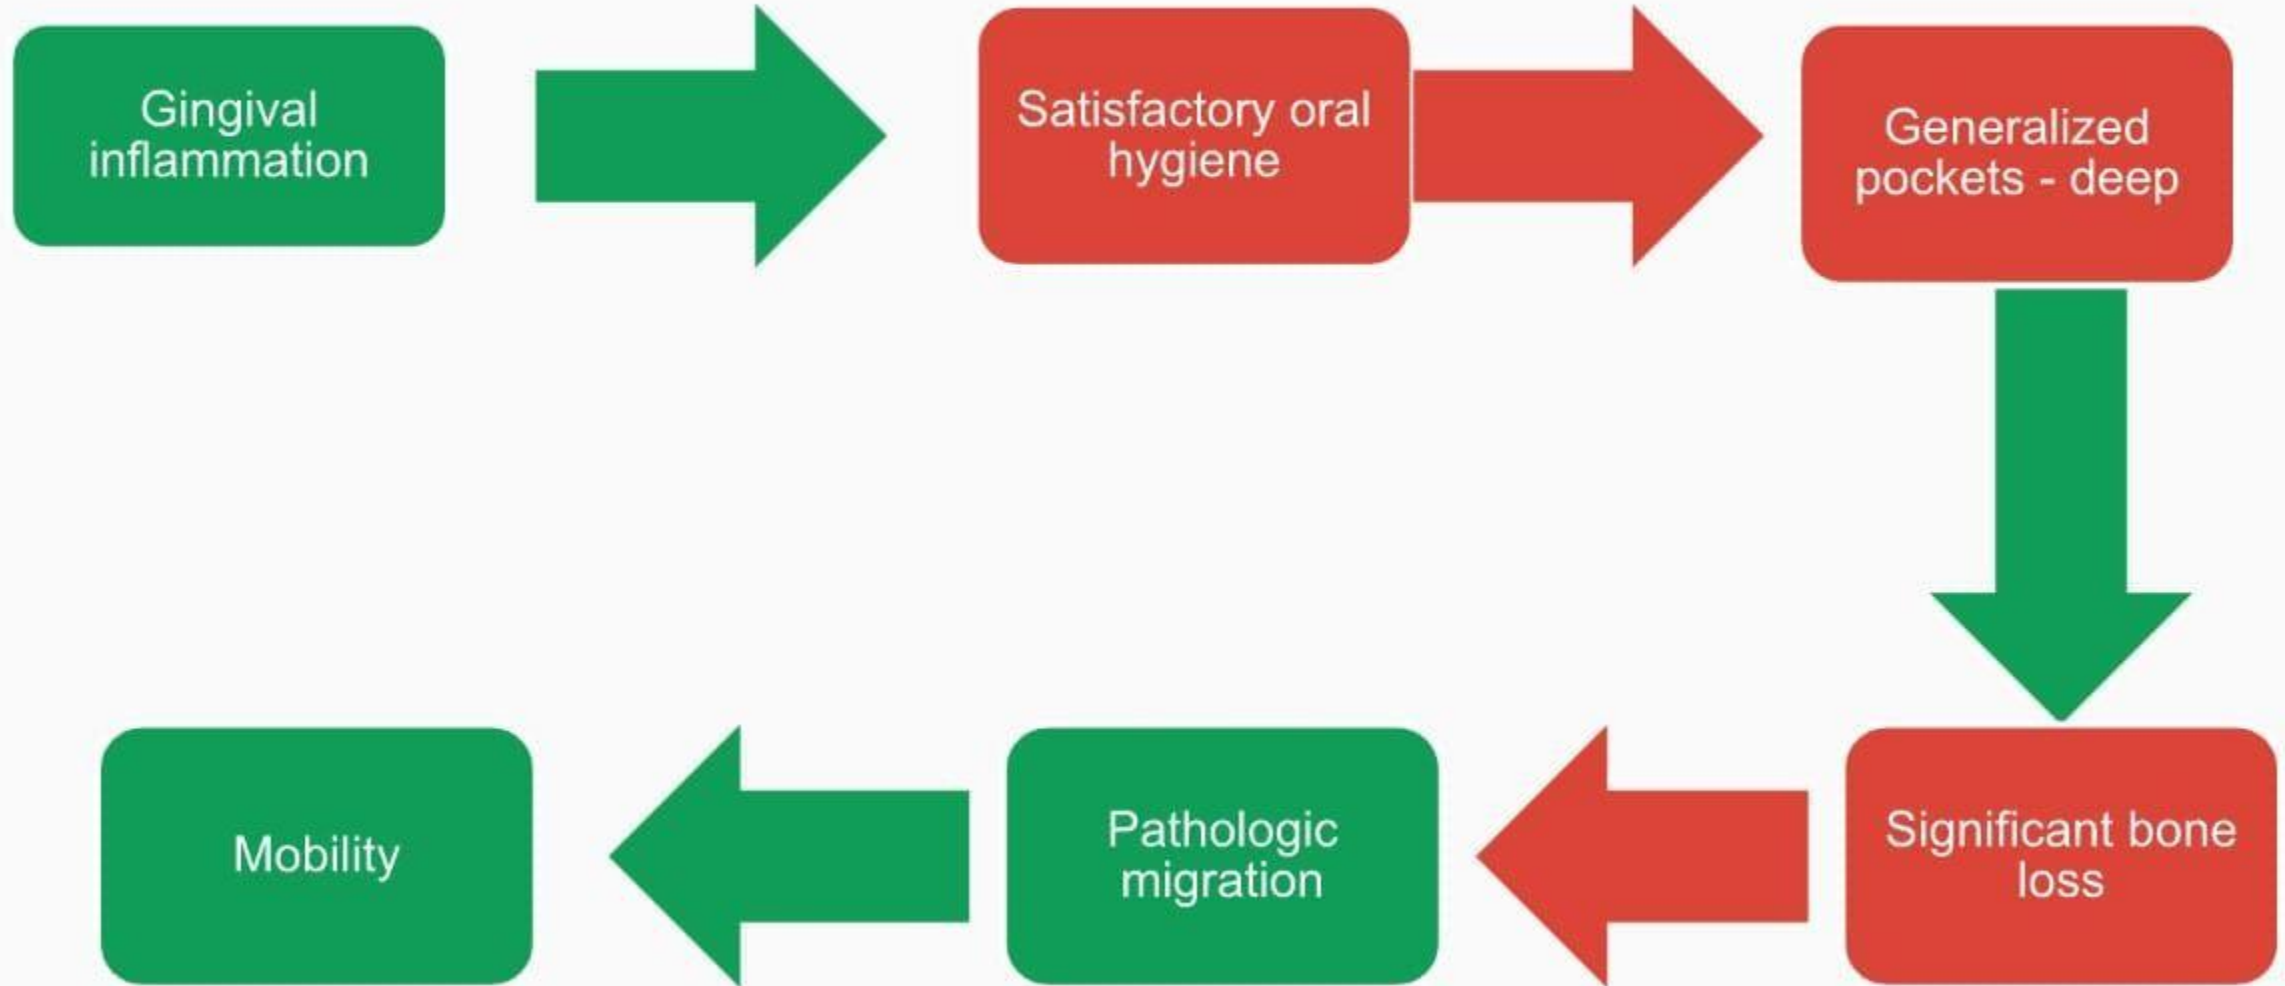 Gingival
inflammation
Satisfactory oral
hygiene
Generalized
pockets - deep
Significant bone
loss
Pathologic
migration
Mobility